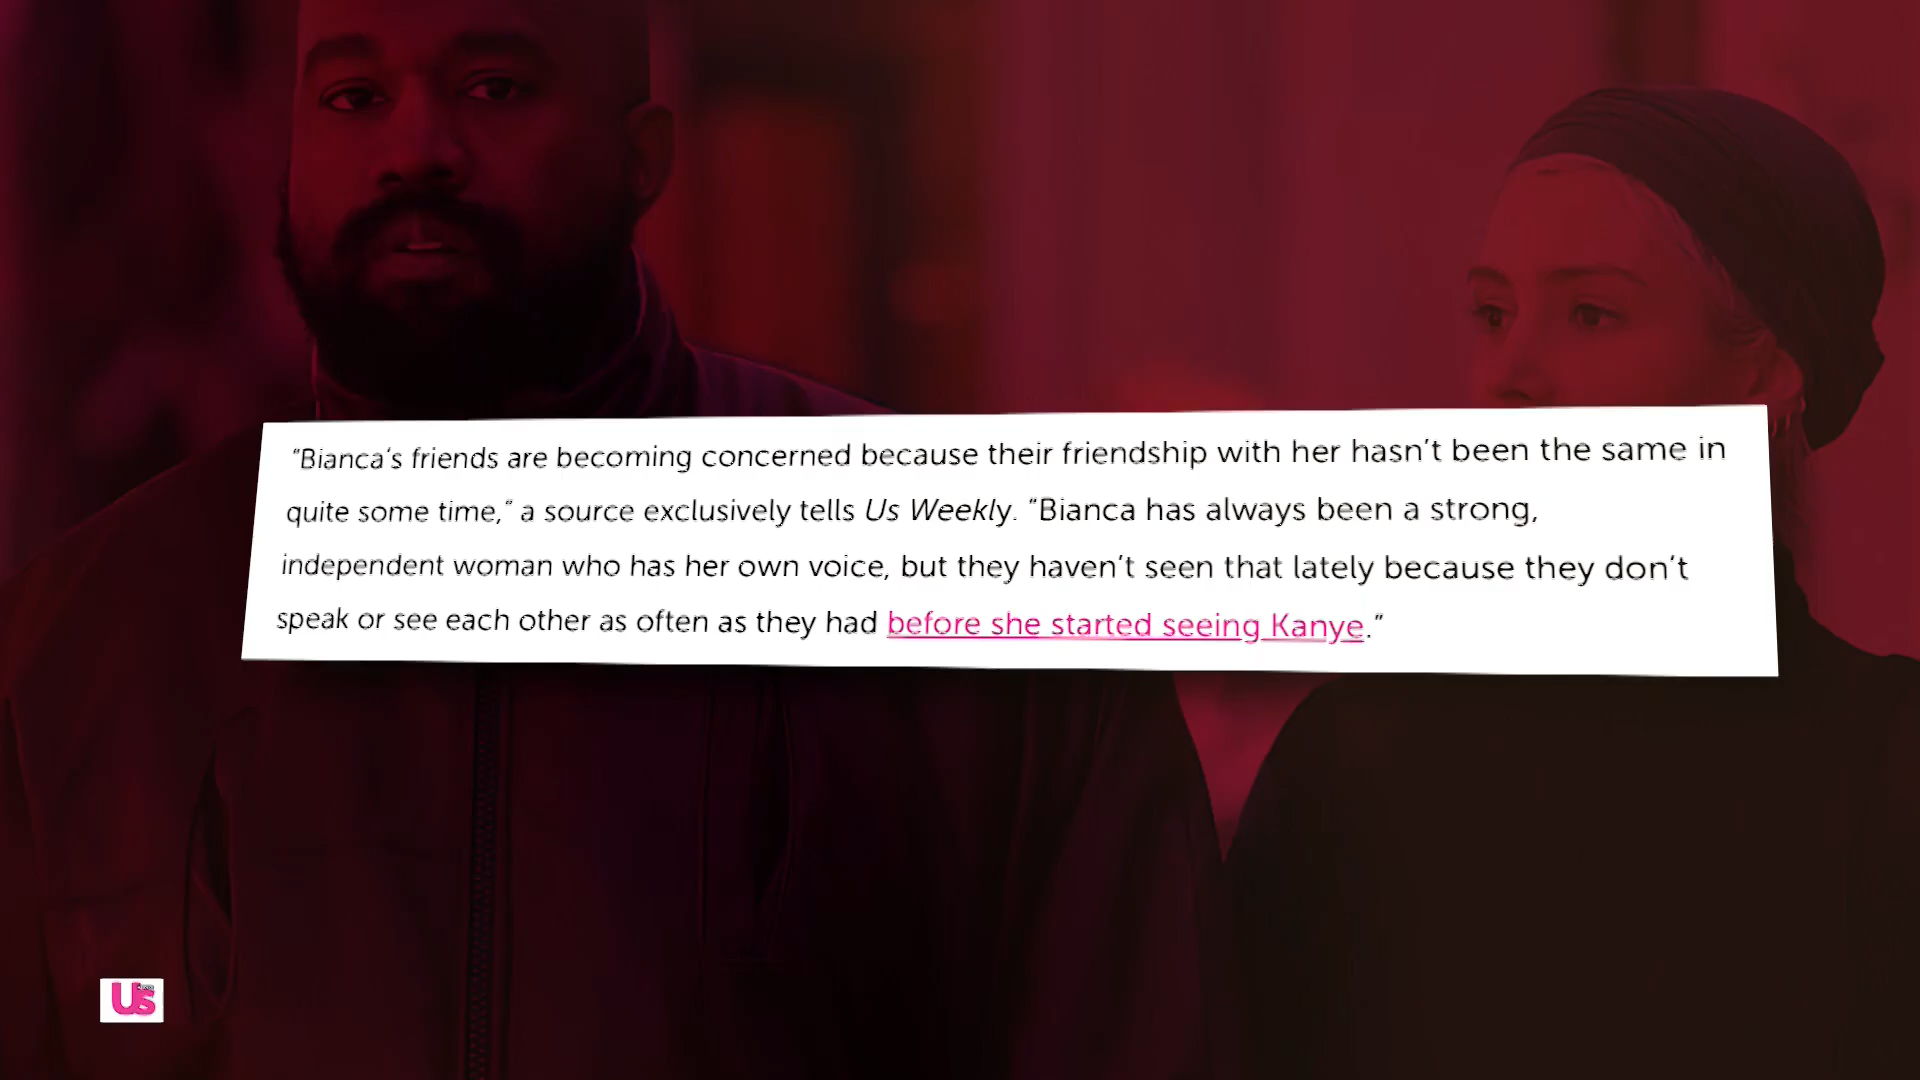 "Bianca's friends are becoming concerned because their friendship with her hasn't been the same in
quite some time," a source exclusively tells Us Weekly. "Bianca has always been a strong,
independent woman who has her own voice, but they haven't seen that lately because they don't
speak or see each other as often as they had before she started seeing Kanye."
Us